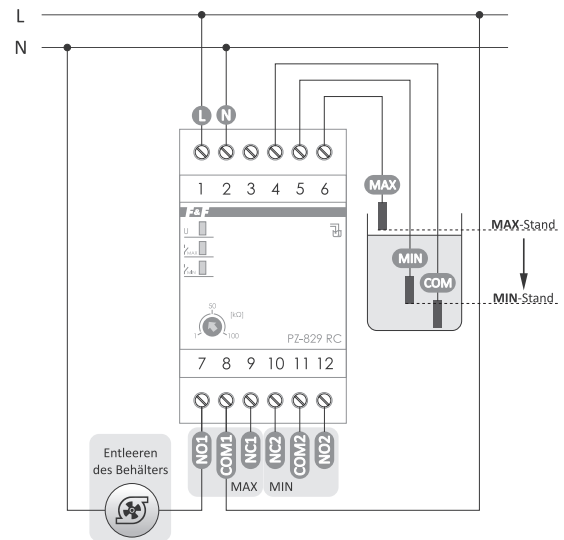 L
N
L N
1 2 3 4 5 6
F&F
U
MAX
MAX-Stand
MIN
COM
MIN-Stand
50
[kΩ]
1 100
PZ-829 RC
7 8 9 10 11 12
NO1 COM1 NC1 NC2 COM2 NO2
MAX MIN
Entleeren
des Behälters